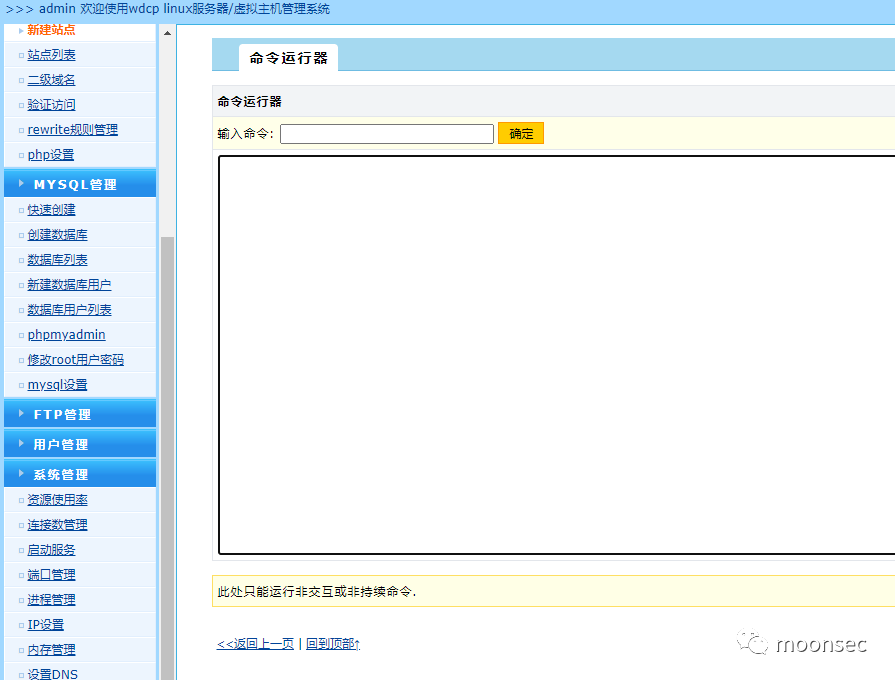 >>> admin 欢迎使用wdcp linux服务器/虚拟主机管理系统
新建站点
站点列表
二级域名
验证访问
rewrite规则管理
php设置
MYSQL管理
快速创建
创建数据库
数据库列表
新建数据库用户
数据库用户列表
phpmyadmin
修改root用户密码
mysql设置
FTP管理
用户管理
系统管理
资源使用率
连接数管理
启动服务
端口管理
进程管理
IP设置
内存管理
设置DNS
命令运行器
命令运行器
输入命令: 确定
此处只能运行非交互或非持续命令.
<<返回上一页 | 回到顶部↑
moonsec